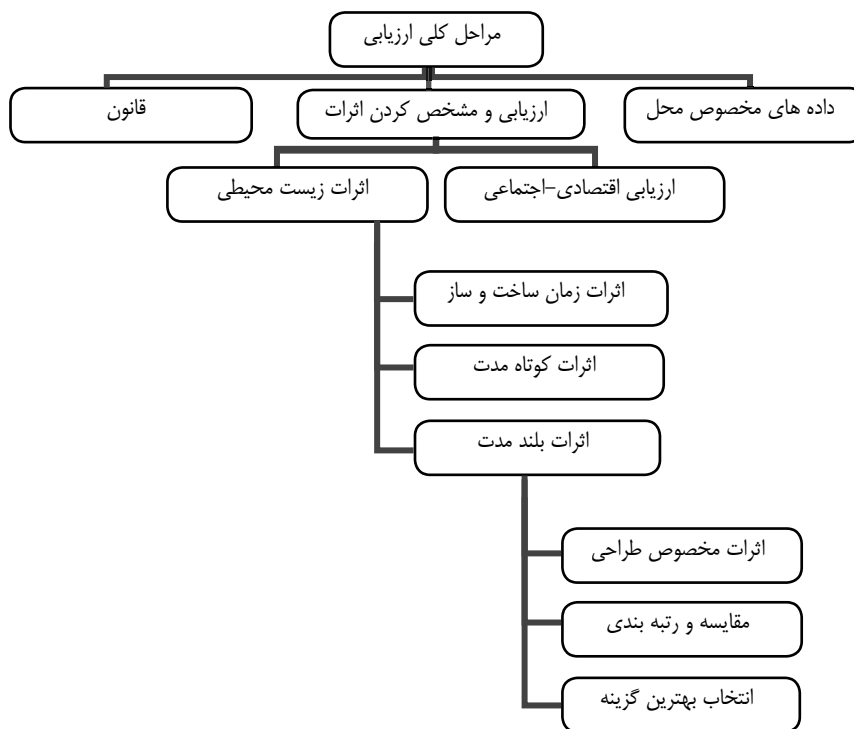 مراحل کلی ارزیابی
داده های مخصوص محل
ارزیابی و مشخص کردن اثرات
قانون
ارزیابی اقتصادی-اجتماعی
اثرات زیست محیطی
اثرات زمان ساخت و ساز
اثرات کوتاه مدت
اثرات بلند مدت
اثرات مخصوص طراحی
مقایسه و رتبه بندی
انتخاب بهترین گزینه